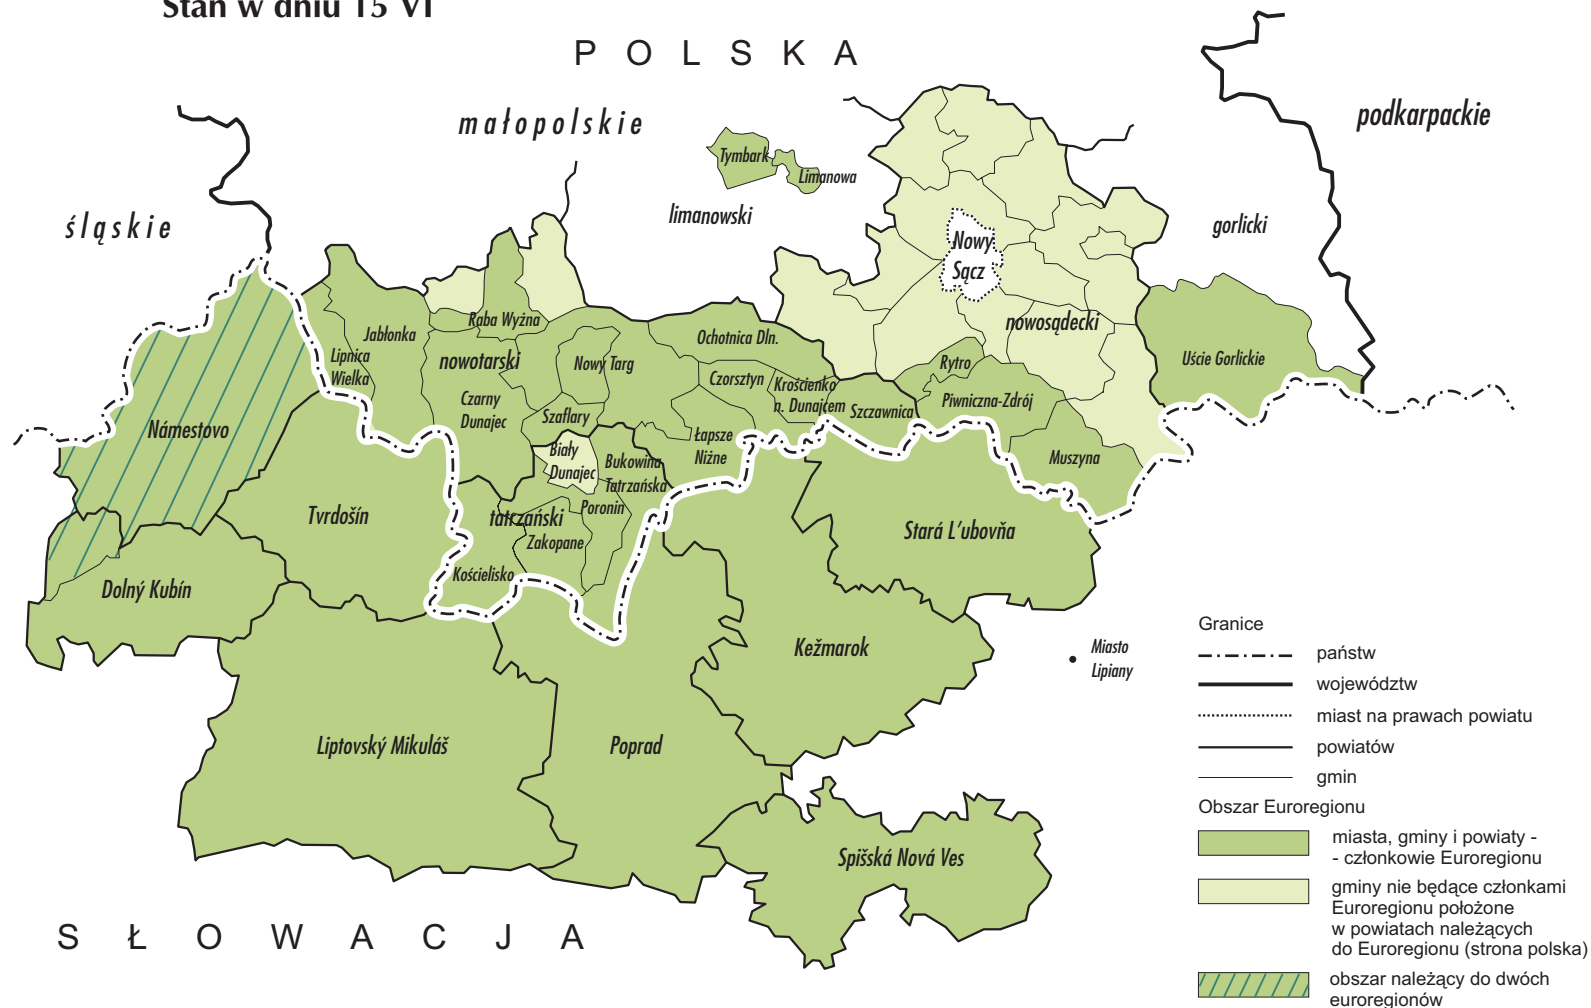 Stan w dniu 15 VI
POLSKA
małopolskie
podkarpackie
śląskie
Tymbark
Limanowa
limanowski
gorlicki
Nowy
Sącz
Jabłonka
Raba Wyżna
Ochotnica Dln.
nowosądecki
Lipnica
Wielka
nowotarski
Nowy Targ
Czorsztyn
Krościenko
n. Dunajcem
Rytro
Uście Gorlickie
Czarny
Dunajec
Szaflary
Szczawnica
Piwniczna-Zdrój
Námestovo
Biały
Dunajec
Bukowina
Tatrzańska
Łapsze
Niżne
Muszyna
Tvrdošín
tatrzański
Poronin
Zakopane
Stará L'ubovňa
Kościelisko
Dolný Kubín
Kežmarok
Miasto
Lipiany
Liptovský Mikuláš
Poprad
Spišská Nová Ves
SŁOWACJA
Granice
państw
województw
miast na prawach powiatu
powiatów
gmin
Obszar Euroregionu
miasta, gminy i powiaty -
- członkowie Euroregionu
gminy nie będące członkami
Euroregionu położone
w powiatach należących
do Euroregionu (strona polska)
obszar należący do dwóch
euroregionów